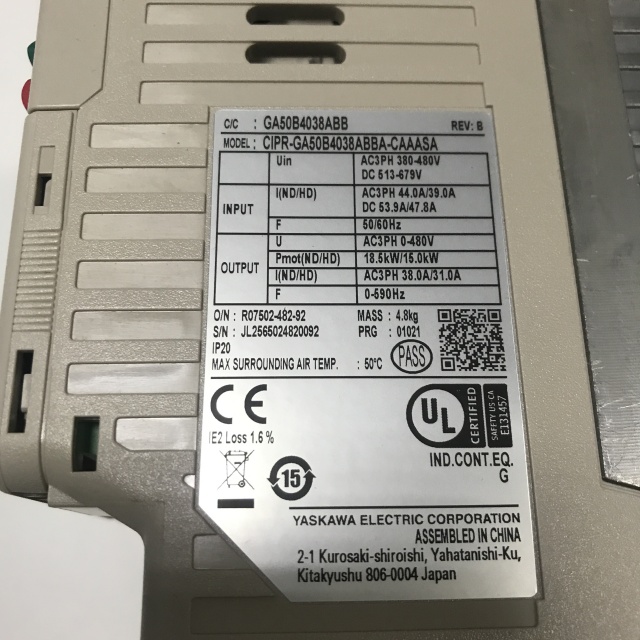 C/C : GA50B4038ABB REV: B
MODEL : CIPR-GA50B4038ABBA-CAAASA
Uin AC3PH 380-480V
DC 513-679V
INPUT I(ND/HD) AC3PH 44.0A/39.0A
DC 53.9A/47.8A
F 50/60Hz
U AC3PH 0-480V
OUTPUT Pmot(ND/HD) 18.5kW/15.0kW
I(ND/HD) AC3PH 38.0A/31.0A
F 0-590Hz
O/N : R07502-482-92 MASS : 4.8kg
S/N : JL2565024820092 PRG : 01021
IP20
MAX SURROUNDING AIR TEMP. : 50°C PASS
CE
IE2 Loss 1.6 %
15
UL CERTIFIED
SAFETY US CA
E131457
IND.CONT.EQ.
G
YASKAWA ELECTRIC CORPORATION
ASSEMBLED IN CHINA
2-1 Kurosaki-shiroishi, Yahatanishi-Ku,
Kitakyushu 806-0004 Japan